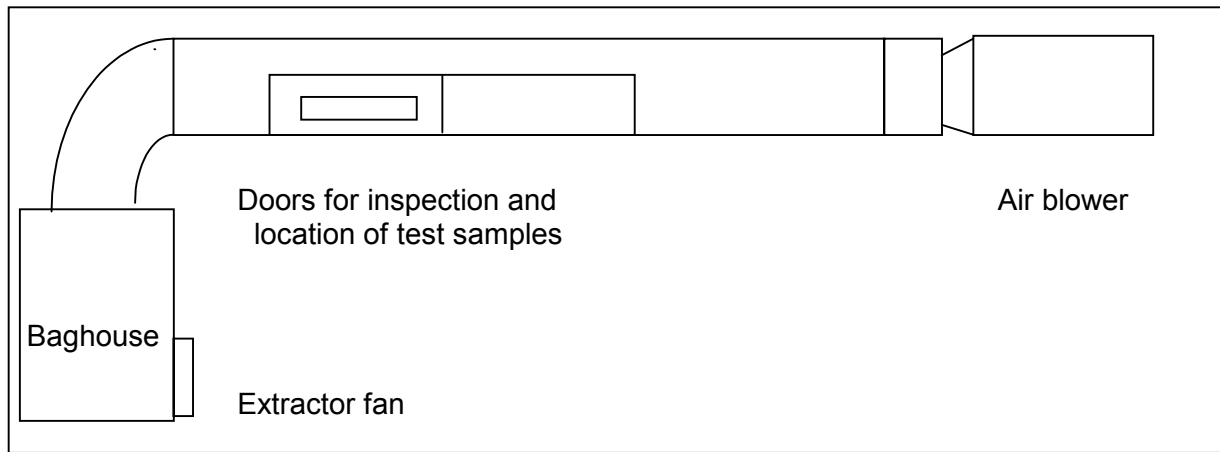 Doors for inspection and
location of test samples
Air blower
Baghouse
Extractor fan